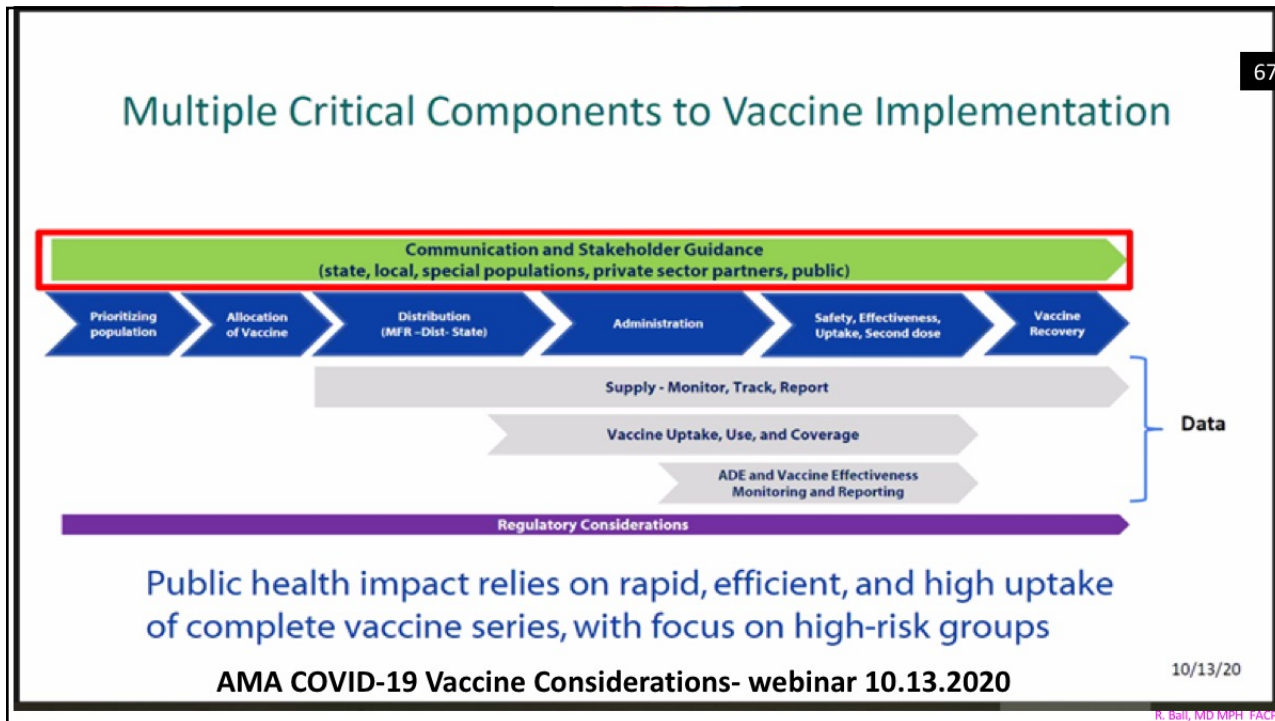 67
Multiple Critical Components to Vaccine Implementation
Communication and Stakeholder Guidance
(state, local, special populations, private sector partners, public)
Prioritizing
population
Allocation
of Vaccine
Distribution
(MFR –Dist- State)
Administration
Safety, Effectiveness,
Uptake, Second dose
Vaccine
Recovery
Supply - Monitor, Track, Report
Vaccine Uptake, Use, and Coverage
ADE and Vaccine Effectiveness
Monitoring and Reporting
Data
Regulatory Considerations
Public health impact relies on rapid, efficient, and high uptake
of complete vaccine series, with focus on high-risk groups
AMA COVID-19 Vaccine Considerations- webinar 10.13.2020
10/13/20
R. Ball, MD MPH